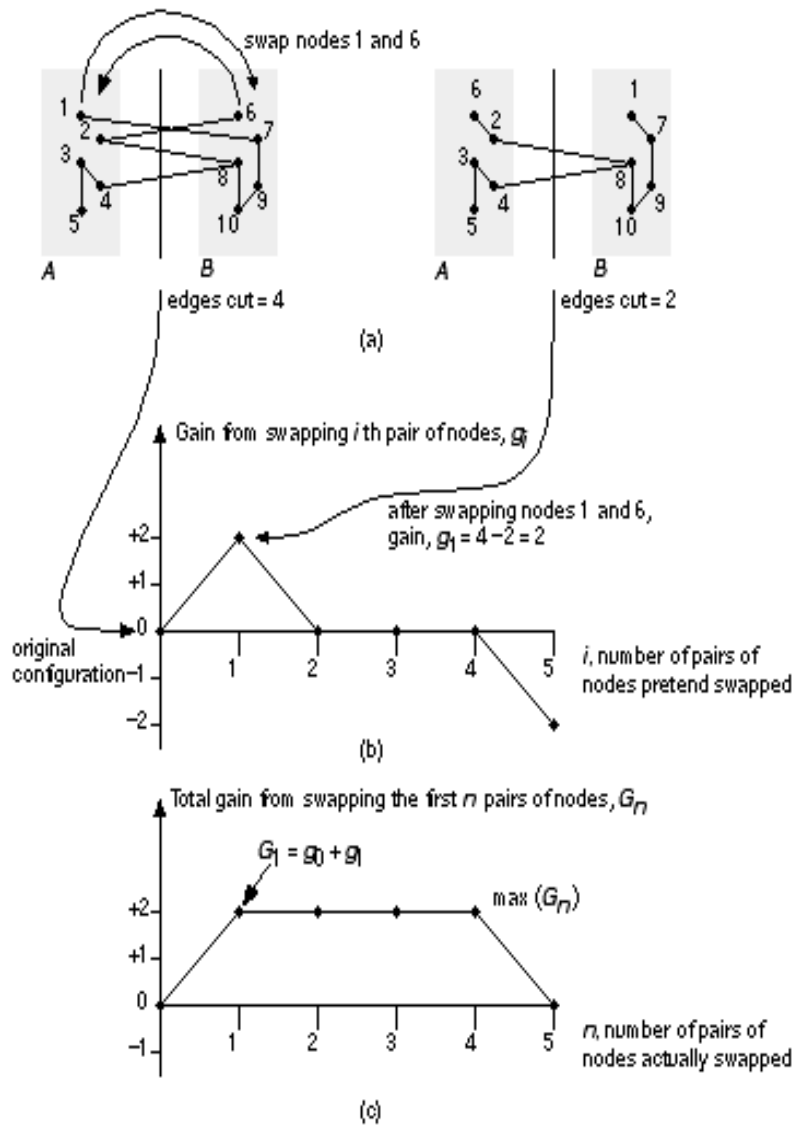 swap nodes 1 and 6
1 6 6 1
2 7 2 7
3 8 3 8
4 9 4 9
5 10 5 10
A B A B
edges cut = 4
edges cut = 2
(a)
Gain from swapping i th pair of nodes, gi
after swapping nodes 1 and 6,
gain, g1 = 4 – 2 = 2
+2
+1
0
original
configuration
–1
–2
1 2 3 4 5
i, number of pairs of
nodes pretend swapped
(b)
Total gain from swapping the first n pairs of nodes, Gn
G1 = g0 + g1
max (Gn)
+2
+1
0
–1
1 2 3 4 5
n, number of pairs of
nodes actually swapped
(c)